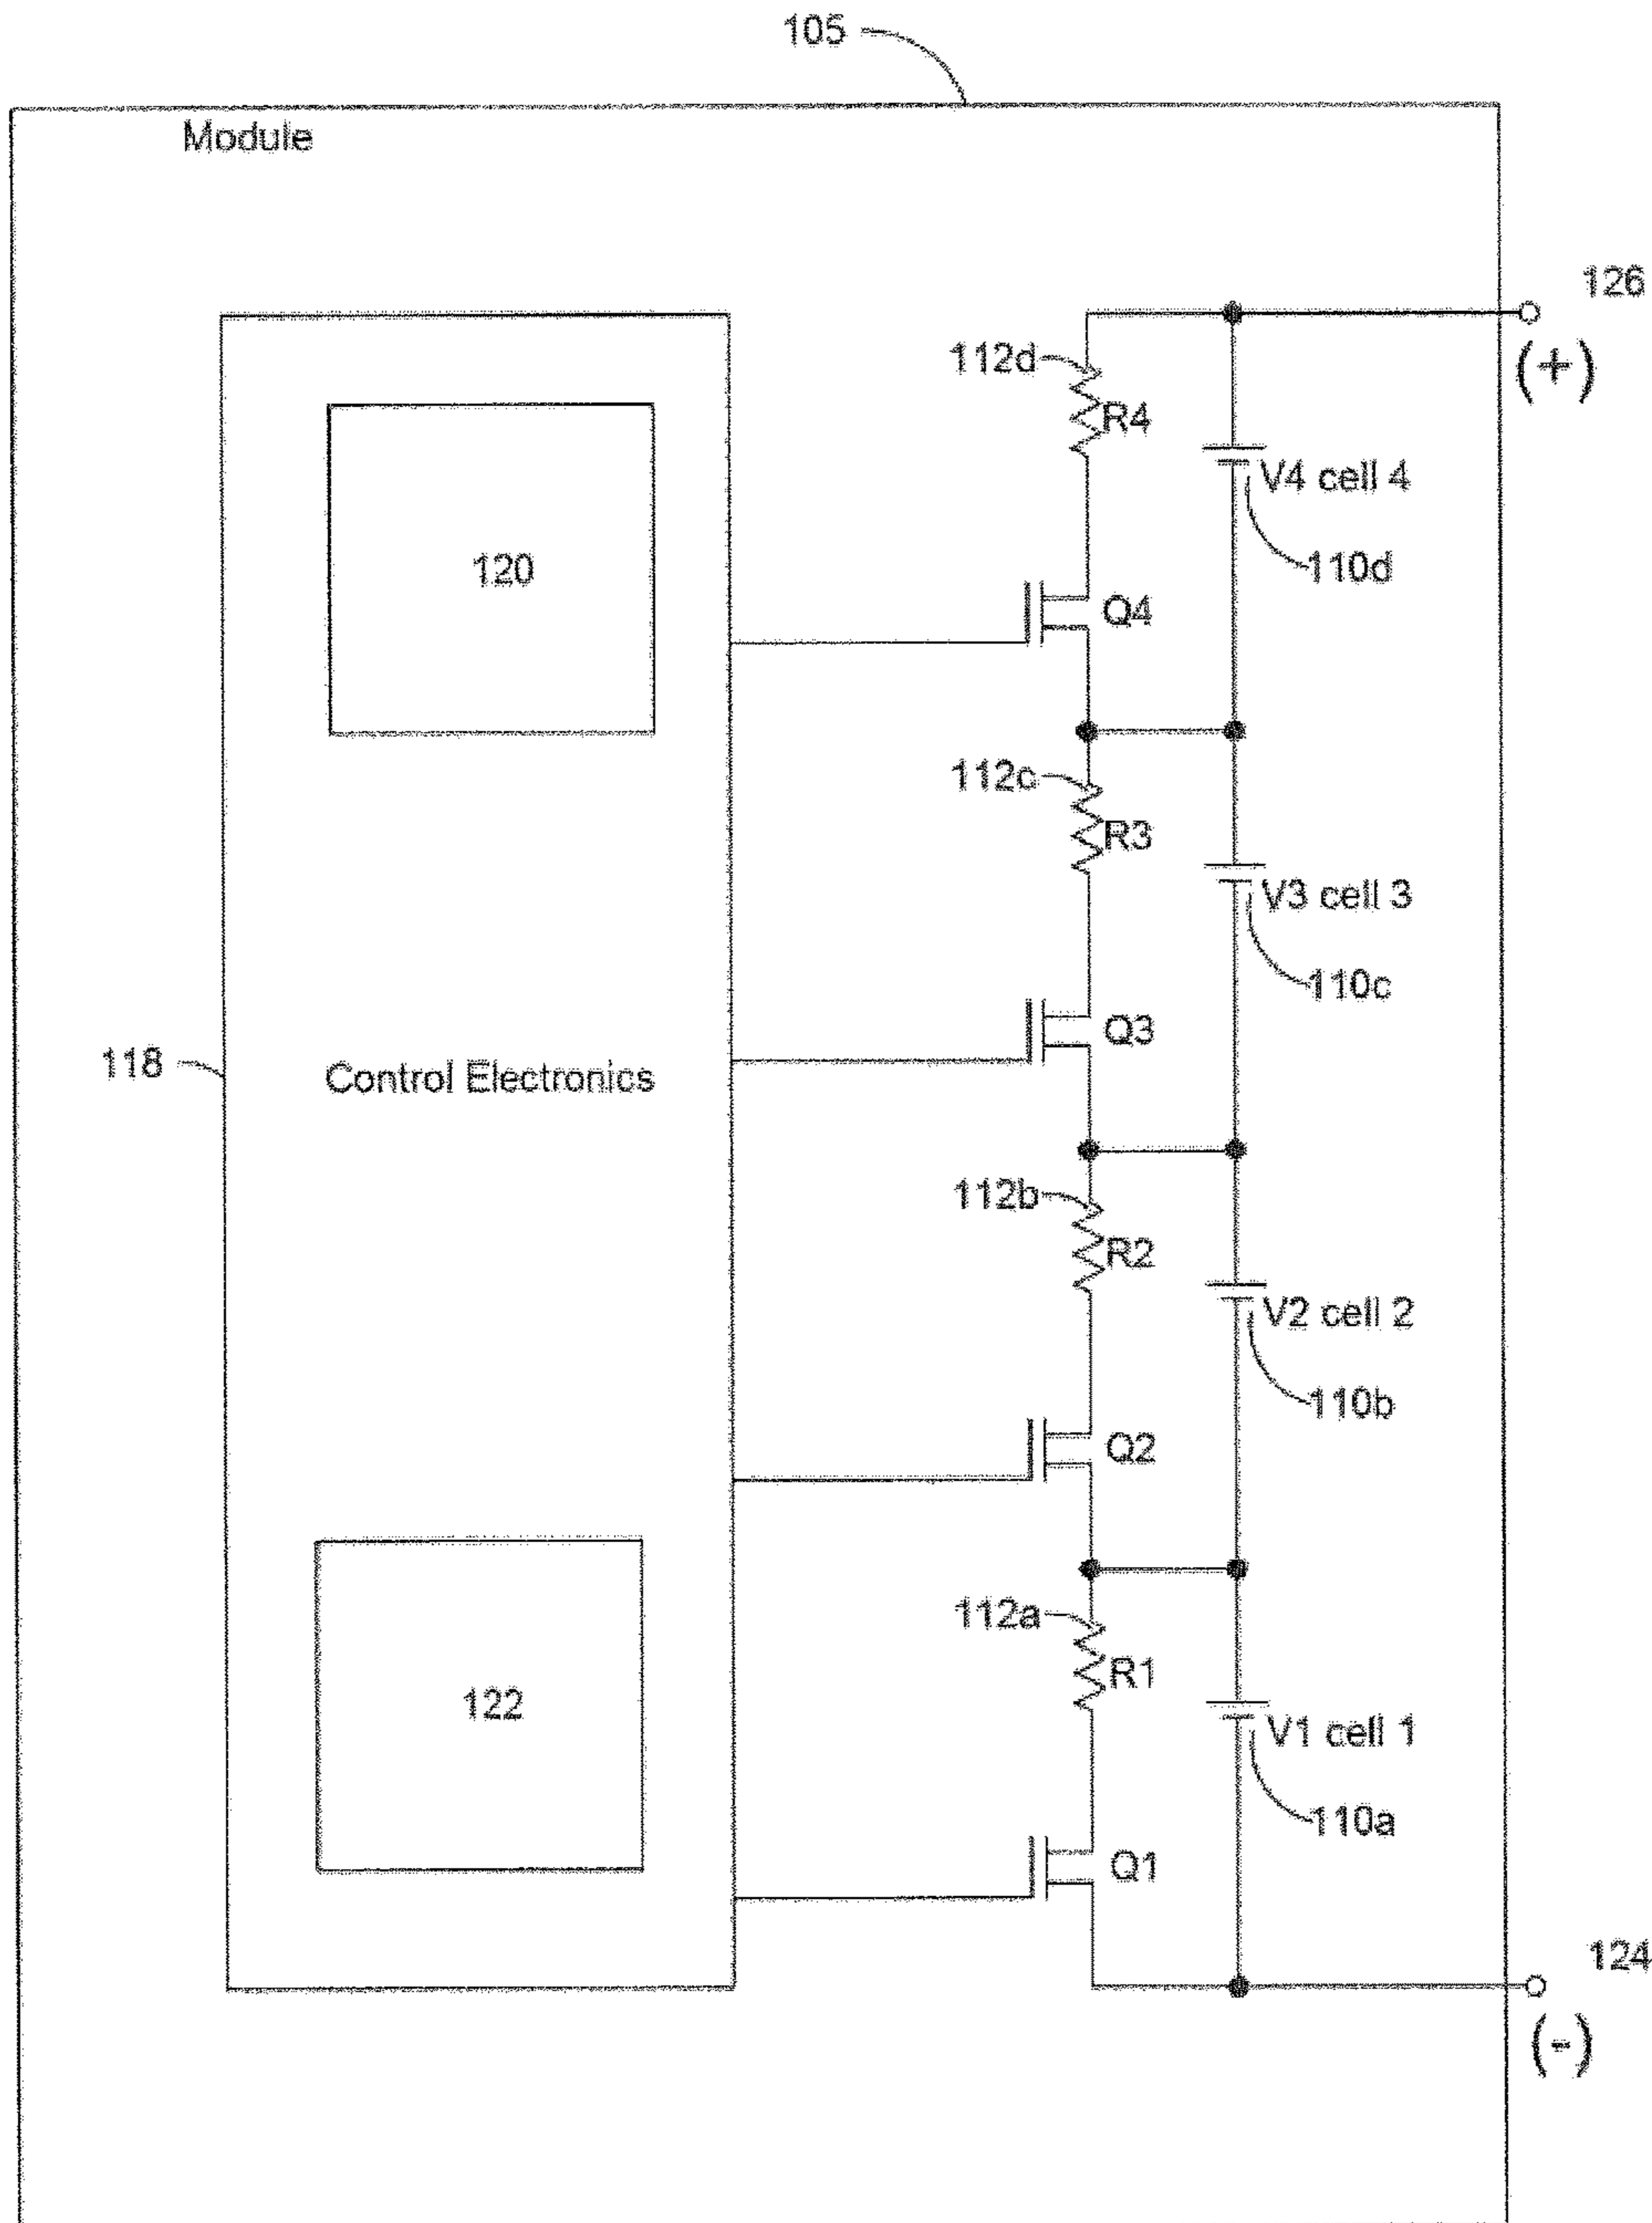 105
Module
126
(+)
112d
R4
V4 cell 4
110d
120
Q4
112c
R3
V3 cell 3
110c
Q3
118
Control Electronics
112b
R2
V2 cell 2
110b
Q2
112a
R1
V1 cell 1
122
110a
Q1
124
(-)